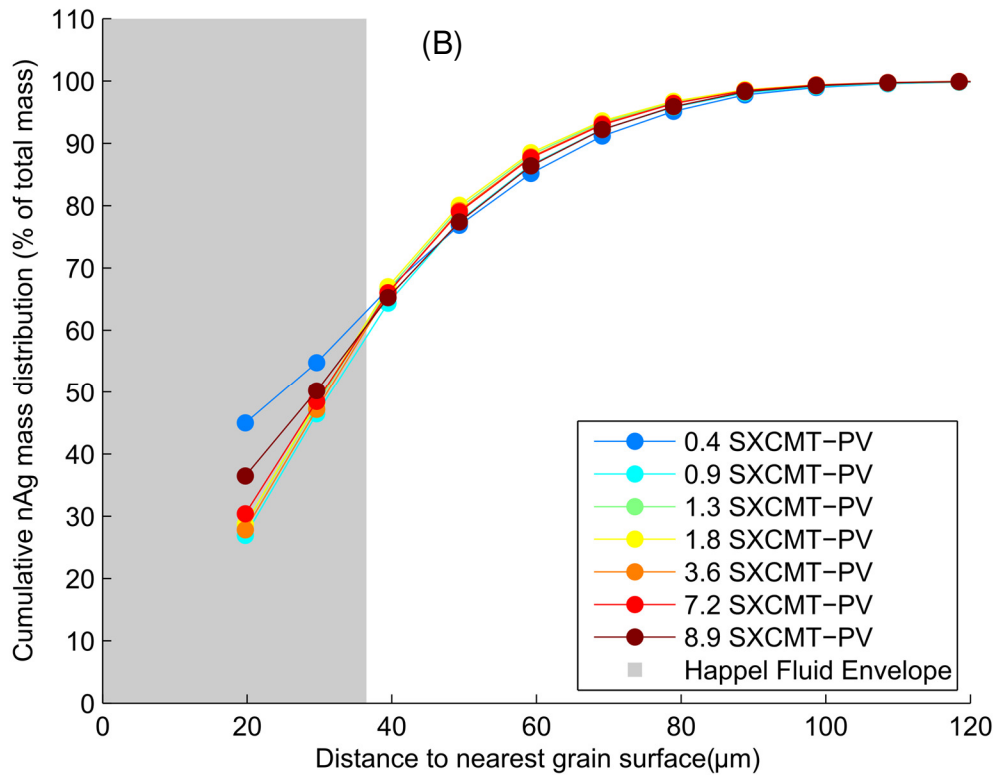 (B)
Cumulative nAg mass distribution (% of total mass)
110
100
90
80
70
60
50
40
30
20
10
0
0 20 40 60 80 100 120
Distance to nearest grain surface(µm)
0.4 SXCMT−PV
0.9 SXCMT−PV
1.3 SXCMT−PV
1.8 SXCMT−PV
3.6 SXCMT−PV
7.2 SXCMT−PV
8.9 SXCMT−PV
Happel Fluid Envelope